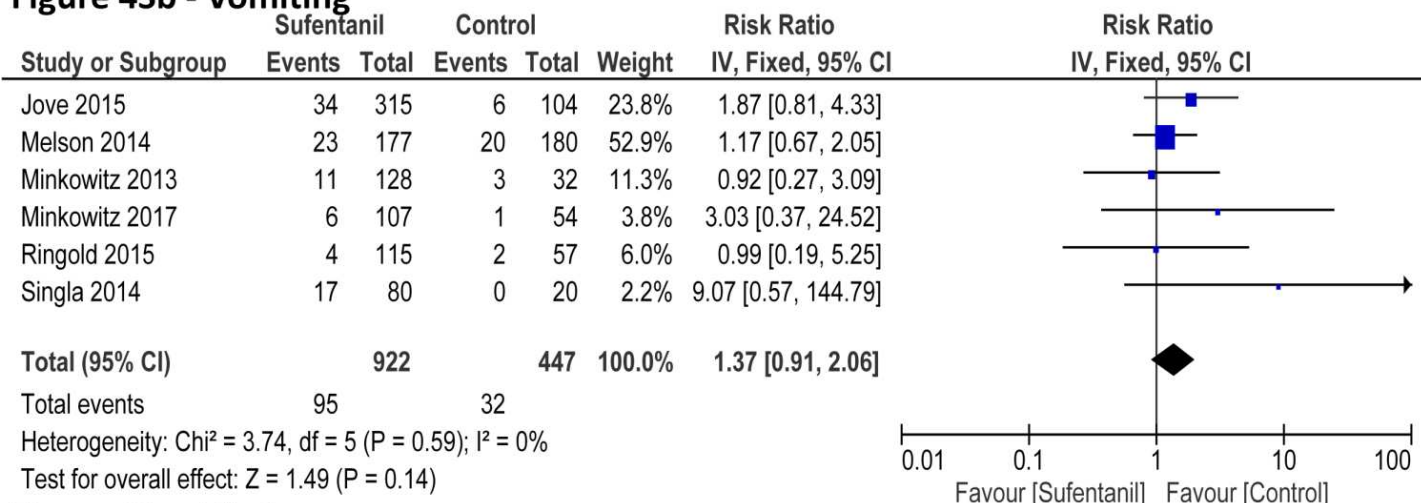 Figure 43b - Vomiting
Sufentanil Control Risk Ratio Risk Ratio
Study or Subgroup Events Total Events Total Weight IV, Fixed, 95% CI IV, Fixed, 95% CI
Jove 2015 34 315 6 104 23.8% 1.87 [0.81, 4.33]
Melson 2014 23 177 20 180 52.9% 1.17 [0.67, 2.05]
Minkowitz 2013 11 128 3 32 11.3% 0.92 [0.27, 3.09]
Minkowitz 2017 6 107 1 54 3.8% 3.03 [0.37, 24.52]
Ringold 2015 4 115 2 57 6.0% 0.99 [0.19, 5.25]
Singla 2014 17 80 0 20 2.2% 9.07 [0.57, 144.79]
Total (95% CI) 922 447 100.0% 1.37 [0.91, 2.06]
Total events 95 32
Heterogeneity: Chi² = 3.74, df = 5 (P = 0.59); I² = 0%
Test for overall effect: Z = 1.49 (P = 0.14)
0.01 0.1 1 10 100
Favour [Sufentanil] Favour [Control]